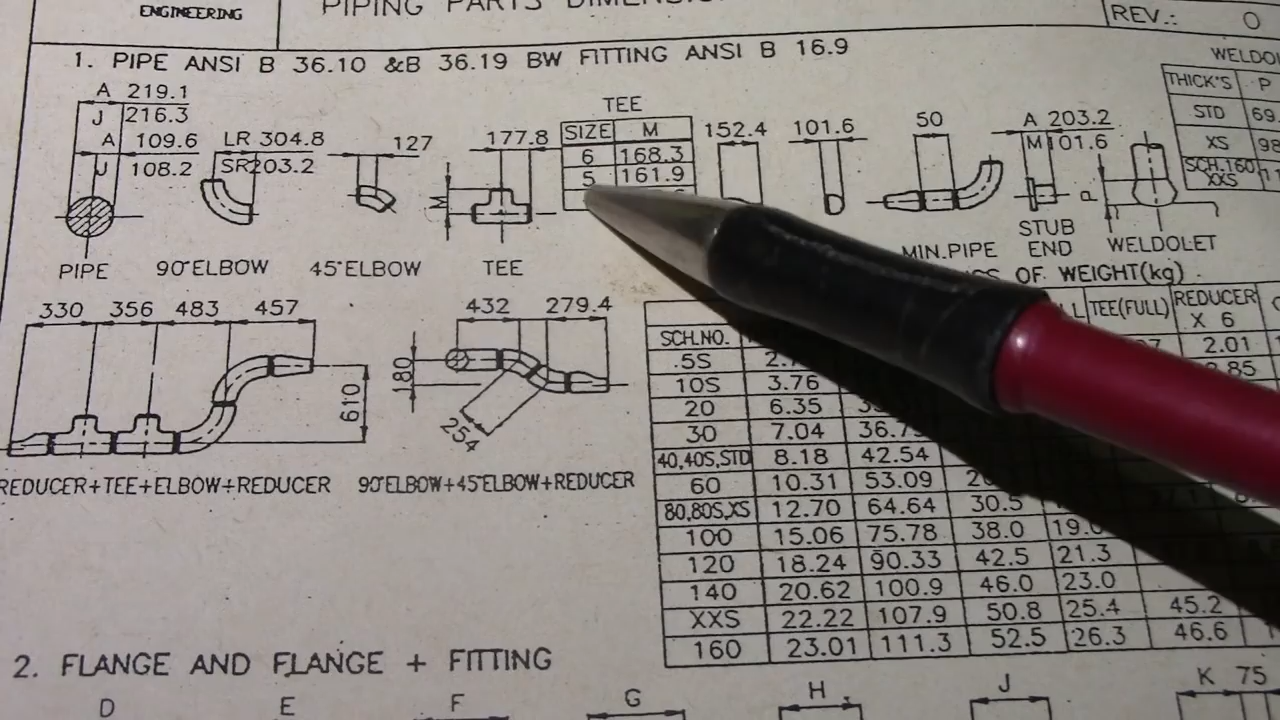 ENGINEERING
PIPING PARTS
REV.: 0
1. PIPE ANSI B 36.10 &B 36.19 BW FITTING ANSI B 16.9
A 219.1
J 216.3
A 109.6
J 108.2
PIPE
LR 304.8
SR203.2
90°ELBOW
127
45°ELBOW
177.8
M
TEE
TEE
SIZE M
6 168.3
5 161.9
152.4
101.6
50
MIN.PIPE
A 203.2
M 101.6
STUB
END
P
WELDOLET
THICK'S P
STD 69.
XS 98
SCH.160
XXS
330 356 483 457
610
REDUCER+TEE+ELBOW+REDUCER
432 279.4
180
254
90°ELBOW+45°ELBOW+REDUCER
OF WEIGHT(kg)
SCH.NO. TEE(FULL) REDUCER
X 6
5S 2. 2.01
10S 3.76
20 6.35
30 7.04 36.7
40,40S,STD 8.18 42.54
60 10.31 53.09
80,80S,XS 12.70 64.64 30.5
100 15.06 75.78 38.0 19.0
120 18.24 90.33 42.5 21.3
140 20.62 100.9 46.0 23.0
XXS 22.22 107.9 50.8 25.4 45.2
160 23.01 111.3 52.5 26.3 46.6
2. FLANGE AND FLANGE + FITTING
D E F G H J K 75